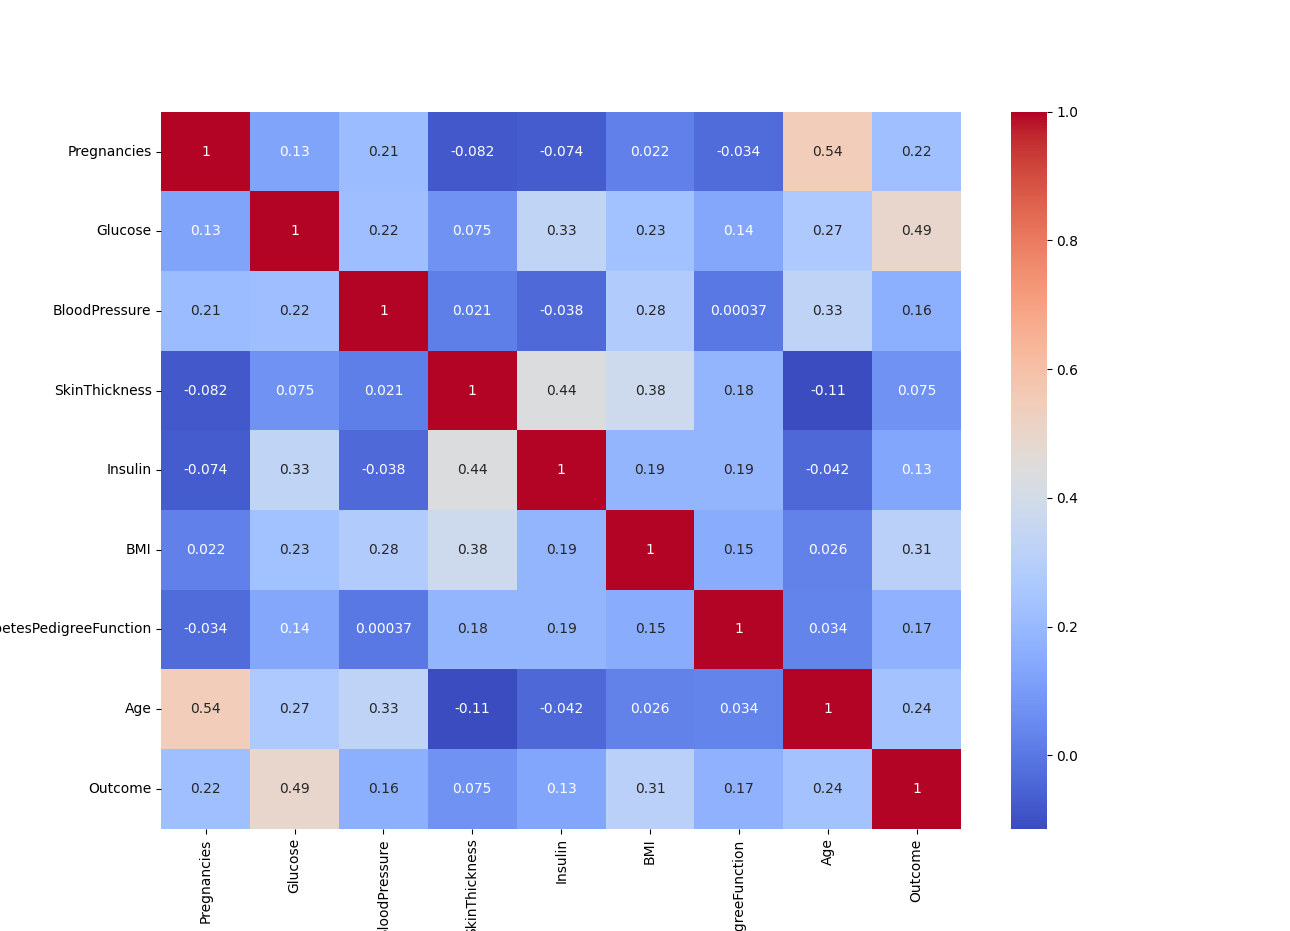 1.0
Pregnancies 1 0.13 0.21 -0.082 -0.074 0.022 -0.034 0.54 0.22
Glucose 0.13 1 0.22 0.075 0.33 0.23 0.14 0.27 0.49
0.8
BloodPressure 0.21 0.22 1 0.021 -0.038 0.28 0.00037 0.33 0.16
0.6
SkinThickness -0.082 0.075 0.021 1 0.44 0.38 0.18 -0.11 0.075
Insulin -0.074 0.33 -0.038 0.44 1 0.19 0.19 -0.042 0.13
0.4
BMI 0.022 0.23 0.28 0.38 0.19 1 0.15 0.026 0.31
betesPedigreeFunction -0.034 0.14 0.00037 0.18 0.19 0.15 1 0.034 0.17
0.2
Age 0.54 0.27 0.33 -0.11 -0.042 0.026 0.034 1 0.24
0.0
Outcome 0.22 0.49 0.16 0.075 0.13 0.31 0.17 0.24 1
Pregnancies
Glucose
loodPressure
kinThickness
Insulin
BMI
greeFunction
Age
Outcome